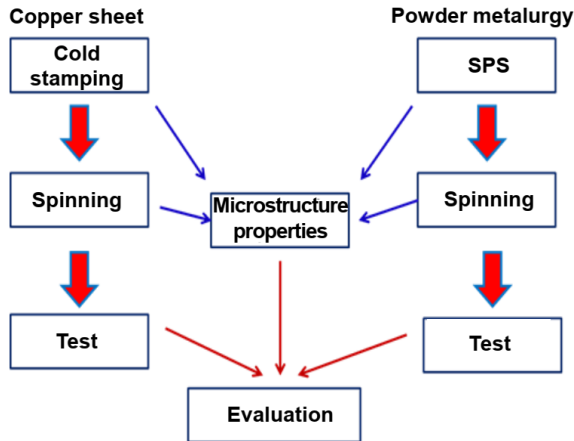 Copper sheet
Powder metalurgy
Cold
stamping
SPS
Spinning
Microstructure
properties
Spinning
Test
Test
Evaluation